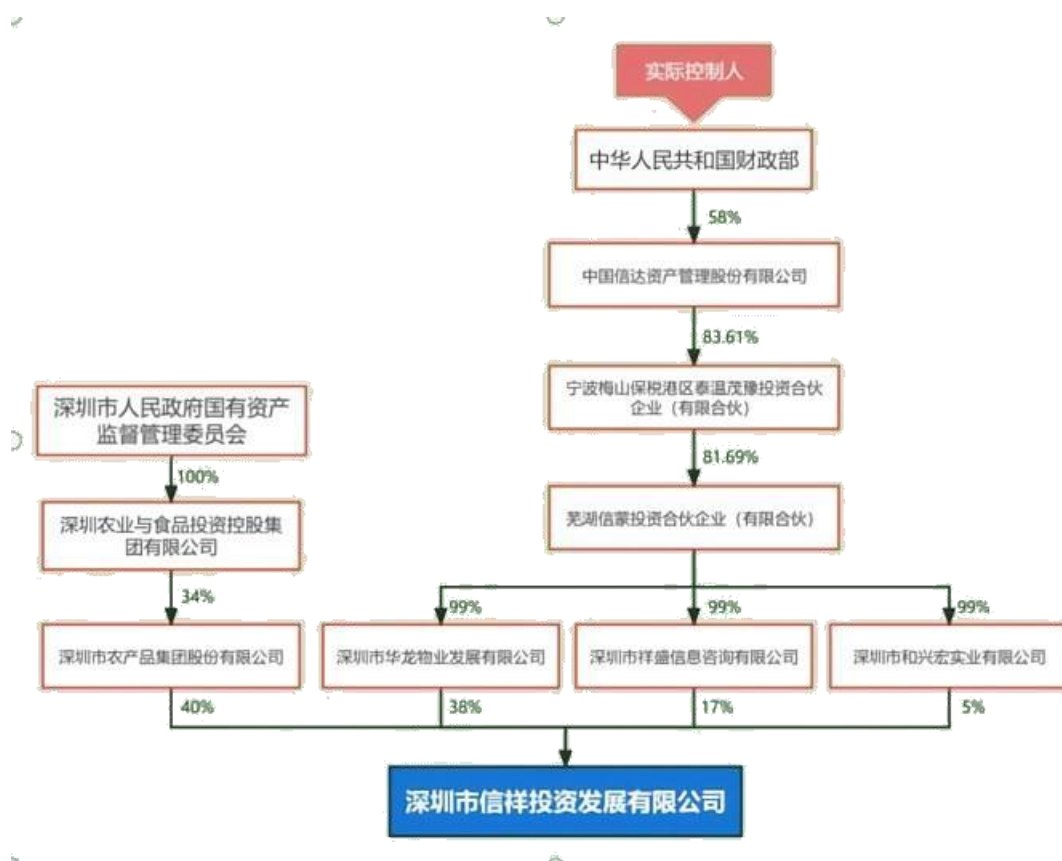 实际控制人
中华人民共和国财政部
58%
中国信达资产管理股份有限公司
83.61%
宁波梅山保税港区泰温茂豫投资合伙
企业（有限合伙）
深圳市人民政府国有资产
监督管理委员会
81.69%
100%
深圳农业与食品投资控股集
团有限公司
芜湖信蒙投资合伙企业（有限合伙）
34%
99%
99%
99%
深圳市农产品集团股份有限公司
深圳市华龙物业发展有限公司
深圳市祥盛信息咨询有限公司
深圳市和兴宏实业有限公司
40%
38%
17%
5%
深圳市信祥投资发展有限公司